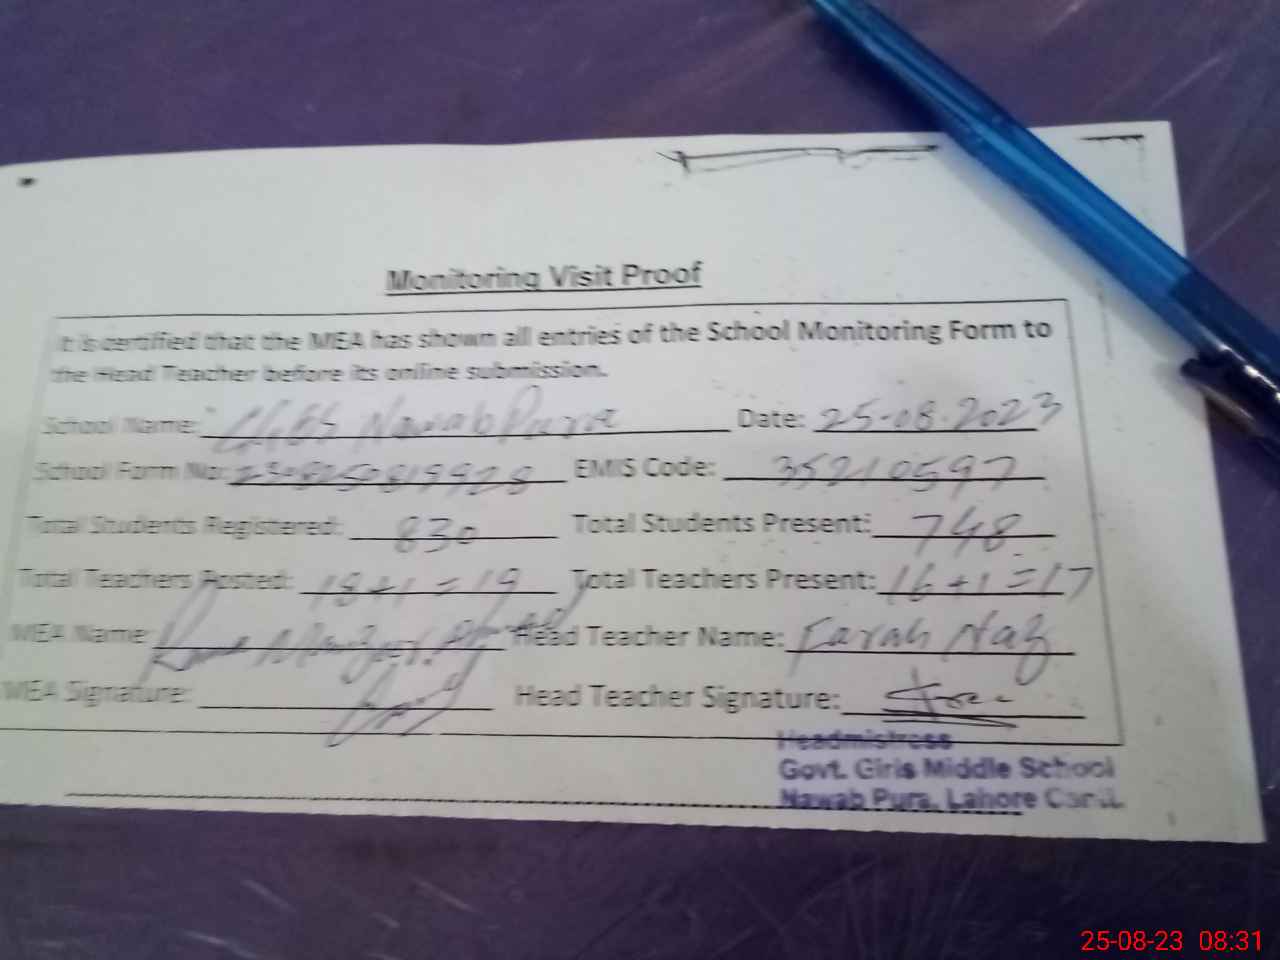 Monitoring Visit Proof
It is certified that the MEA has shown all entries of the School Monitoring Form to
the Head Teacher before its online submission.
School Name: Nawab Pura Date: 25-08-2023
School Form No: EMIS Code: 35210597
Total Students Registered: 830 Total Students Present: 748
Total Teachers Posted: 18+1=19 Total Teachers Present: 16+1=17
MEA Name: Head Teacher Name: Farah Naz
MEA Signature: Head Teacher Signature:
Headmistress
Govt. Girls Middle School
Nawab Pura, Lahore Cantt.
25-08-23 08:31